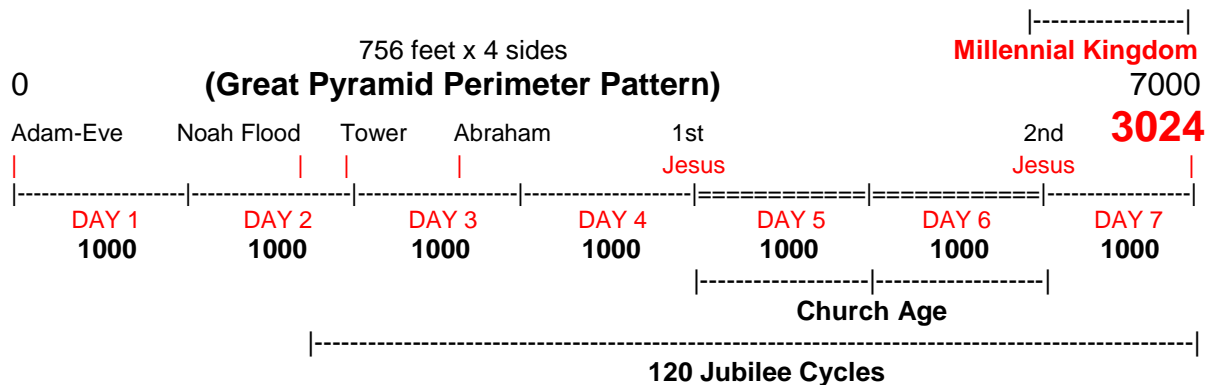 |-----------------|
756 feet x 4 sides Millennial Kingdom
0 (Great Pyramid Perimeter Pattern) 7000
Adam-Eve Noah Flood Tower Abraham 1st 2nd 3024
| | | | Jesus Jesus |
|--------------------|-------------------|-------------------|--------------------|============|============|-----------------|
DAY 1 DAY 2 DAY 3 DAY 4 DAY 5 DAY 6 DAY 7
1000 1000 1000 1000 1000 1000 1000
|--------------------|-------------------|
Church Age
|-----------------------------------------------------------------------------------------------------|
120 Jubilee Cycles